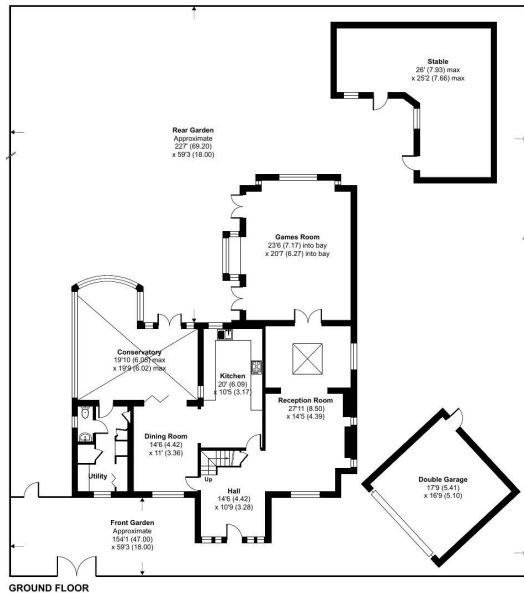 Stable
26' (7.93) max
x 25'2 (7.66) max
Rear Garden
Approximate
227' (69.20)
x 59'3 (18.00)
Games Room
23'6 (7.17) into bay
x 20'7 (6.27) into bay
Conservatory
19'10 (6.05) max
x 19'9 (6.02) max
Kitchen
20' (6.09)
x 10'5 (3.17)
Reception Room
27'11 (8.50)
x 14'5 (4.39)
Dining Room
14'6 (4.42)
x 11' (3.36)
Utility
Up
Hall
14'6 (4.42)
x 10'9 (3.28)
Double Garage
17'9 (5.41)
x 16'9 (5.10)
Front Garden
Approximate
154'1 (47.00)
x 59'3 (18.00)
GROUND FLOOR